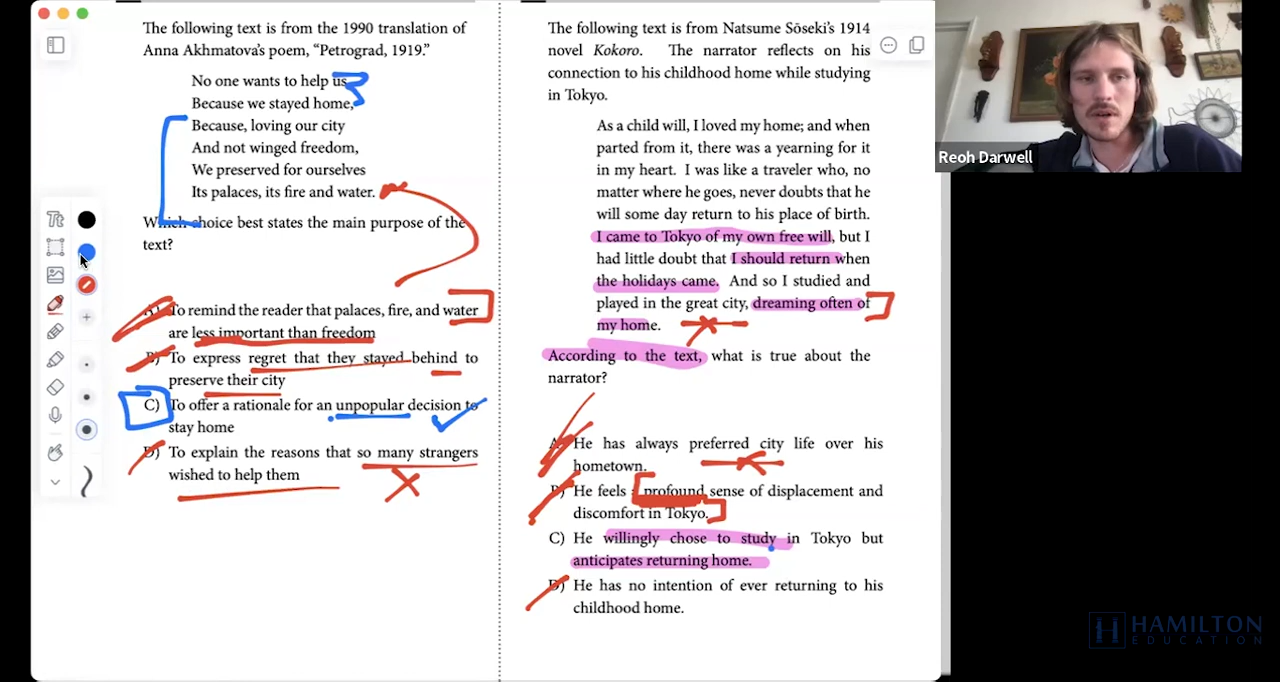 The following text is from the 1990 translation of
Anna Akhmatova's poem, "Petrograd, 1919."
No one wants to help us
Because we stayed home,
Because, loving our city
And not winged freedom,
We preserved for ourselves
Its palaces, its fire and water.
Which choice best states the main purpose of the
text?
A) To remind the reader that palaces, fire, and water
are less important than freedom
B) To express regret that they stayed behind to
preserve their city
C) To offer a rationale for an unpopular decision to
stay home
D) To explain the reasons that so many strangers
wished to help them
Tt
The following text is from Natsume Sōseki's 1914
novel Kokoro. The narrator reflects on his
connection to his childhood home while studying
in Tokyo.
As a child will, I loved my home; and when
parted from it, there was a yearning for it
in my heart. I was like a traveler who, no
matter where he goes, never doubts that he
will some day return to his place of birth.
I came to Tokyo of my own free will, but I
had little doubt that I should return when
the holidays came. And so I studied and
played in the great city, dreaming often of
my home.
According to the text, what is true about the
narrator?
A) He has always preferred city life over his
hometown.
B) He feels a profound sense of displacement and
discomfort in Tokyo.
C) He willingly chose to study in Tokyo but
anticipates returning home.
D) He has no intention of ever returning to his
childhood home.
Reoh Darwell
HAMILTON
EDUCATION